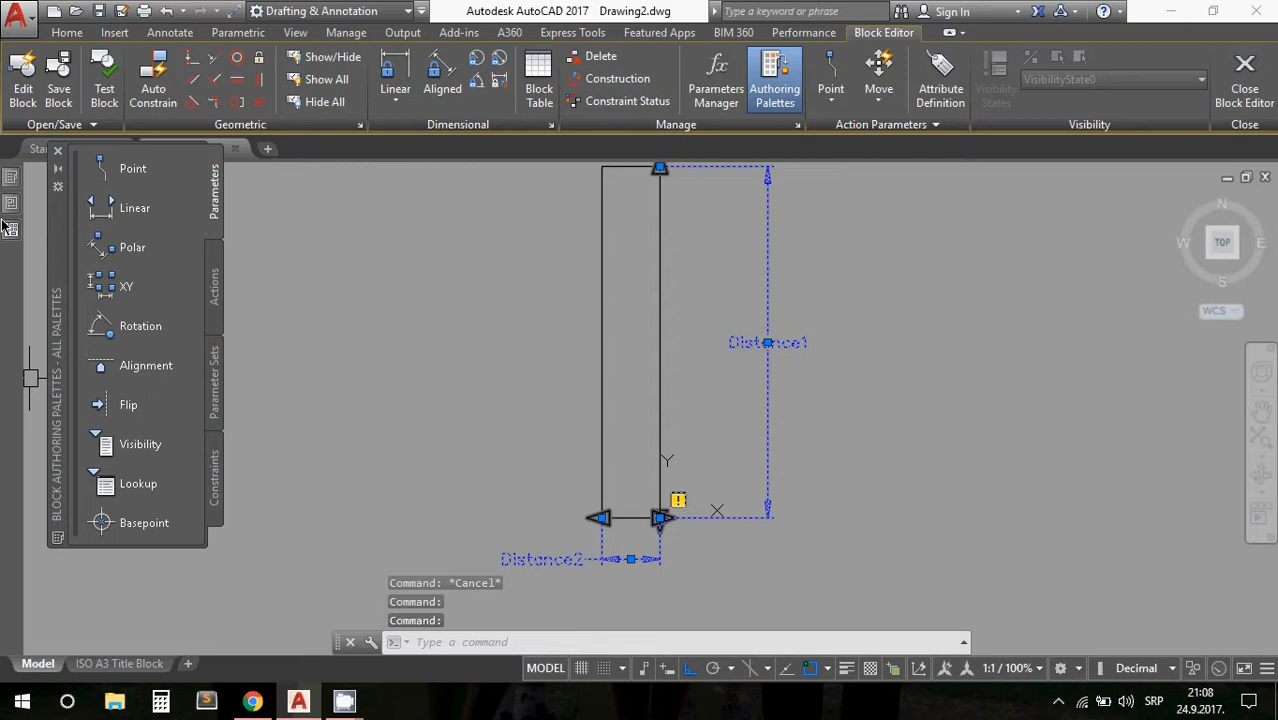 Drafting & Annotation
Autodesk AutoCAD 2017 Drawing2.dwg
Type a keyword or phrase
Sign In
Home Insert Annotate Parametric View Manage Output Add-ins A360 Express Tools Featured Apps BIM 360 Performance Block Editor
Edit Block
Save Block
Test Block
Open/Save
Auto Constrain
Show/Hide
Show All
Hide All
Geometric
Linear
Aligned
Dimensional
Block Table
Delete
Construction
Constraint Status
Parameters Manager
Authoring Palettes
Manage
Point
Move
Action Parameters
Attribute Definition
Visibility States
VisibilityState0
Visibility
Close Block Editor
Close
Star
Point
Linear
Polar
XY
Rotation
Alignment
Flip
Visibility
Lookup
Basepoint
Parameters
Actions
Parameter Sets
Constraints
BLOCK AUTHORING PALETTES - ALL PALETTES
Distance1
Y
X
!
Distance2
N
W TOP E
S
WCS
Command: *Cancel*
Command:
Command:
Type a command
Model ISO A3 Title Block
MODEL
1:1 / 100%
Decimal
SRP
21:08
24.9.2017.